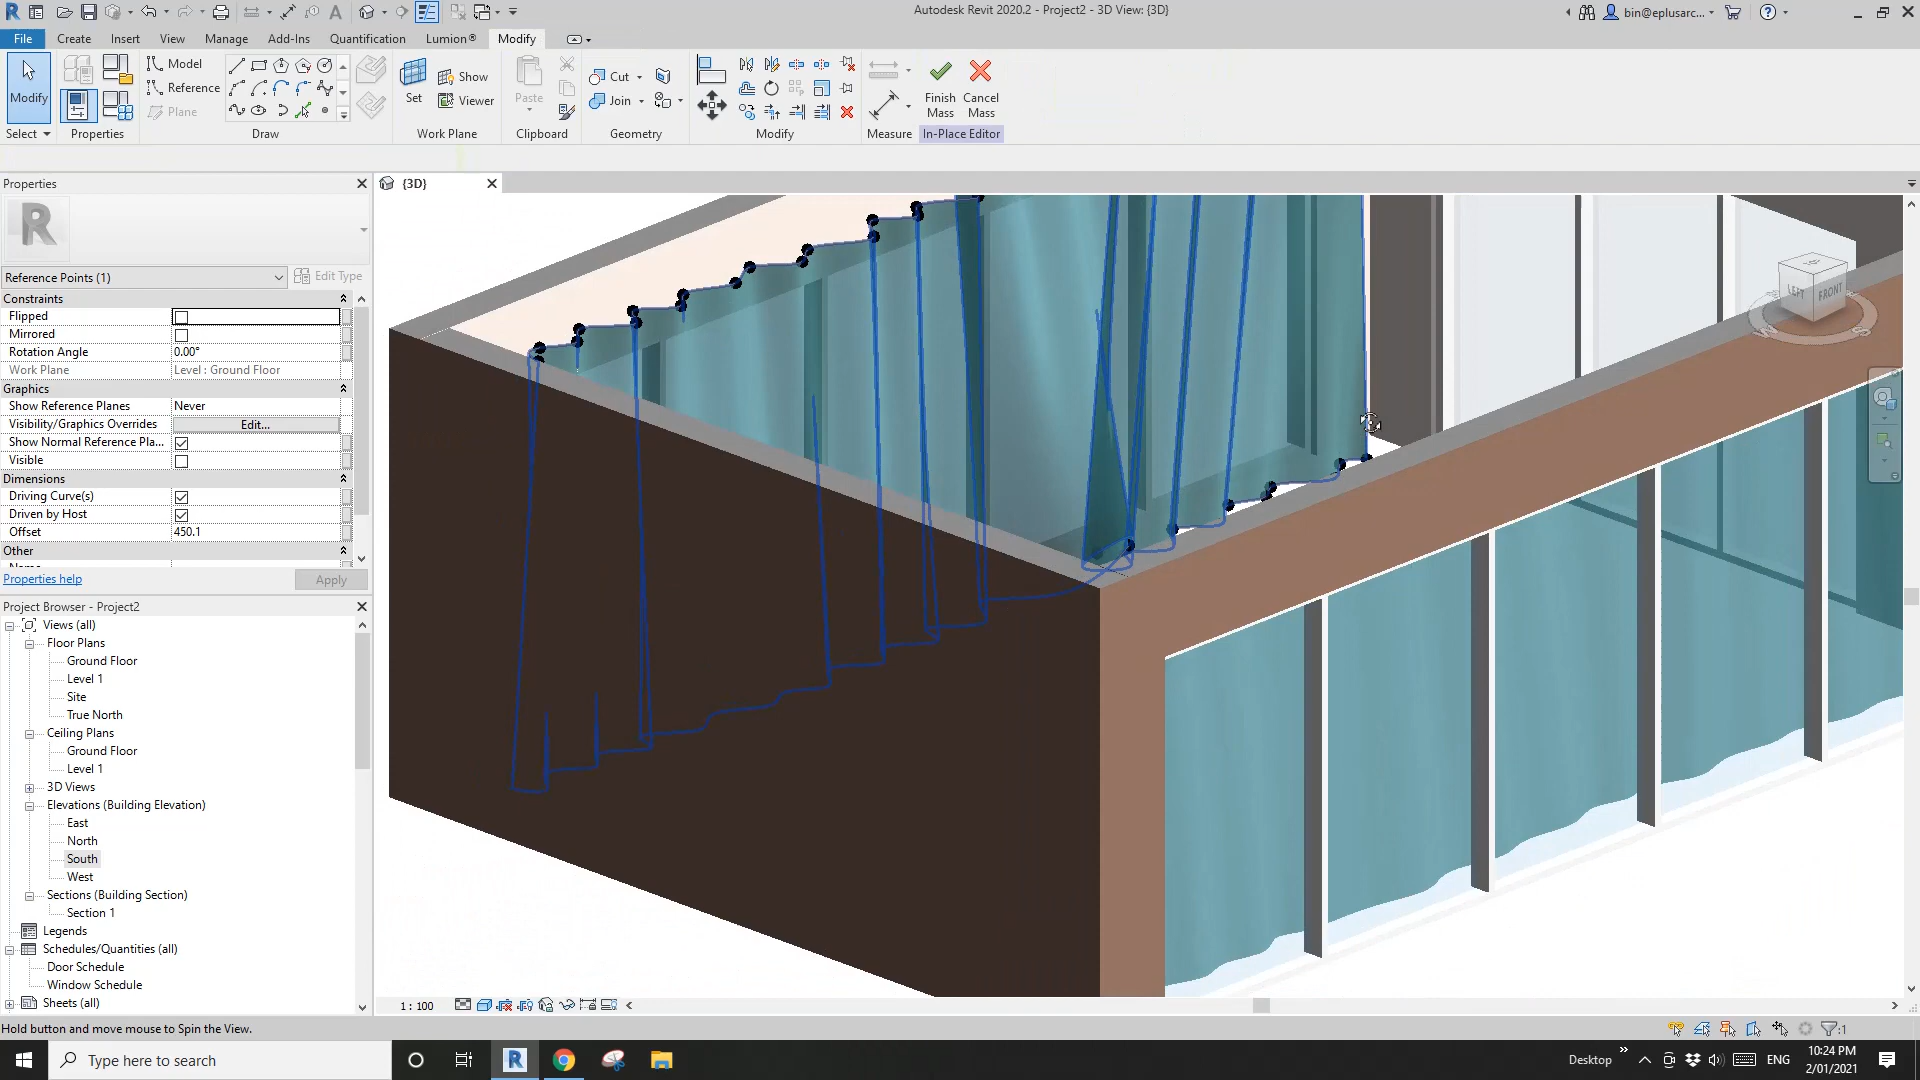 Autodesk Revit 2020.2 - Project2 - 3D View: {3D}
bin@eplusarc...
File
Create
Insert
View
Manage
Add-Ins
Quantification
Lumion®
Modify
Modify
Model
Reference
Plane
Set
Show
Viewer
Paste
Cut
Join
Finish
Mass
Cancel
Mass
Select
Properties
Draw
Work Plane
Clipboard
Geometry
Modify
Measure
In-Place Editor
Properties
{3D}
R
Reference Points (1)
Edit Type
Constraints
Flipped
Mirrored
Rotation Angle
0.00°
Work Plane
Level : Ground Floor
Graphics
Show Reference Planes
Never
Visibility/Graphics Overrides
Edit...
Show Normal Reference Pla...
Visible
Dimensions
Driving Curve(s)
Driven by Host
Offset
450.1
Other
Properties help
Apply
Project Browser - Project2
Views (all)
Floor Plans
Ground Floor
Level 1
Site
True North
Ceiling Plans
Ground Floor
Level 1
3D Views
Elevations (Building Elevation)
East
North
South
West
Sections (Building Section)
Section 1
Legends
Schedules/Quantities (all)
Door Schedule
Window Schedule
Sheets (all)
LEFT
FRONT
1 : 100
Hold button and move mouse to Spin the View.
:1
Type here to search
Desktop
ENG
10:24 PM
2/01/2021